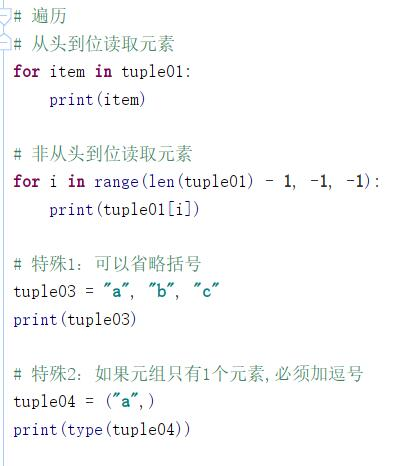 # 遍历
# 从头到位读取元素
for item in tuple01:
    print(item)
# 非从头到位读取元素
for i in range(len(tuple01) - 1, -1, -1):
    print(tuple01[i])
# 特殊1：可以省略括号
tuple03 = "a", "b", "c"
print(tuple03)
# 特殊2：如果元组只有1个元素,必须加逗号
tuple04 = ("a",)
print(type(tuple04))